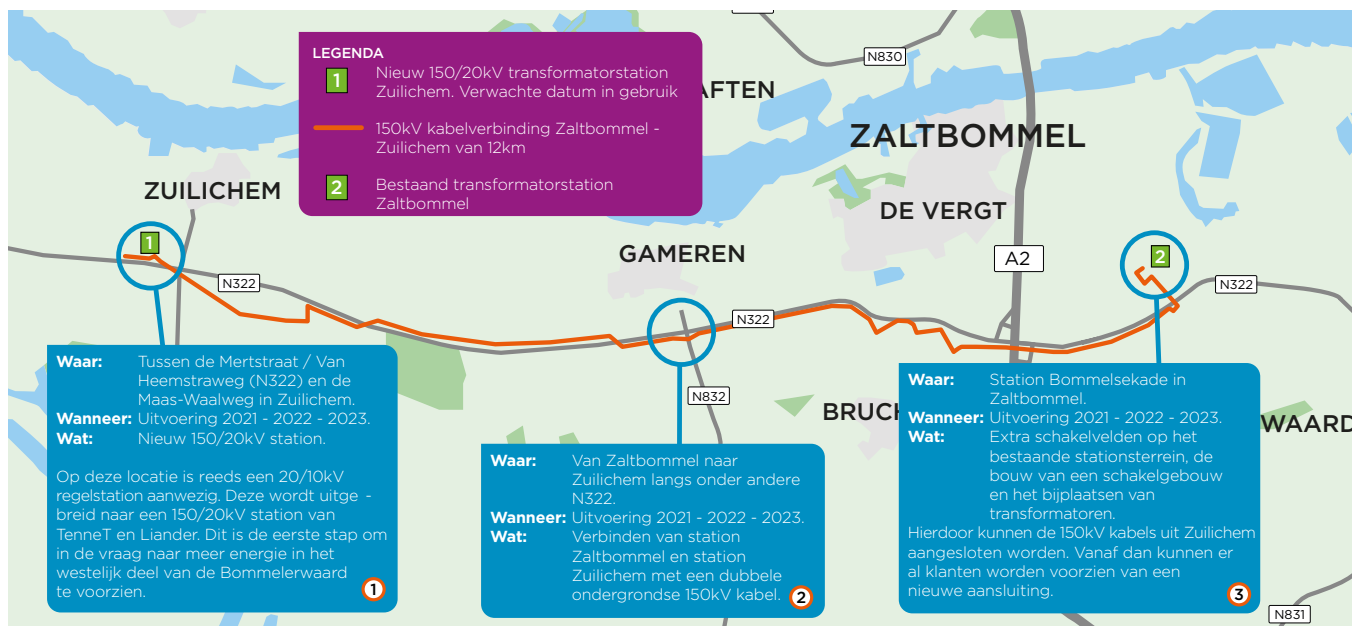 N830
LEGENDA
1
Nieuw 150/20kV transformatorstation
Zuilichem. Verwachte datum in gebruik
150kV kabelverbinding Zaltbommel -
Zuilichem van 12km
2
Bestaand transformatorstation
Zaltbommel
AFTEN
ZALTBOMMEL
ZUILICHEM
DE VERGT
GAMEREN
1
A2
2
N322
N322
N322
N832
BRUCH
WAARD
N831
Waar: Tussen de Mertstraat / Van
Heemstraweg (N322) en de
Maas-Waalweg in Zuilichem.
Wanneer: Uitvoering 2021 - 2022 - 2023.
Wat: Nieuw 150/20kV station.
Op deze locatie is reeds een 20/10kV
regelstation aanwezig. Deze wordt uitge -
breid naar een 150/20kV station van
TenneT en Liander. Dit is de eerste stap om
in de vraag naar meer energie in het
westelijk deel van de Bommelerwaard
te voorzien.
1
Waar: Van Zaltbommel naar
Zuilichem langs onder andere
N322.
Wanneer: Uitvoering 2021 - 2022 - 2023.
Wat: Verbinden van station
Zaltbommel en station
Zuilichem met een dubbele
ondergrondse 150kV kabel.
2
Waar: Station Bommelsekade in
Zaltbommel.
Wanneer: Uitvoering 2021 - 2022 - 2023.
Wat: Extra schakelvelden op het
bestaande stationsterrein, de
bouw van een schakelgebouw
en het bijplaatsen van
transformatoren.
Hierdoor kunnen de 150kV kabels uit Zuilichem
aangesloten worden. Vanaf dan kunnen er
al klanten worden voorzien van een
nieuwe aansluiting.
3